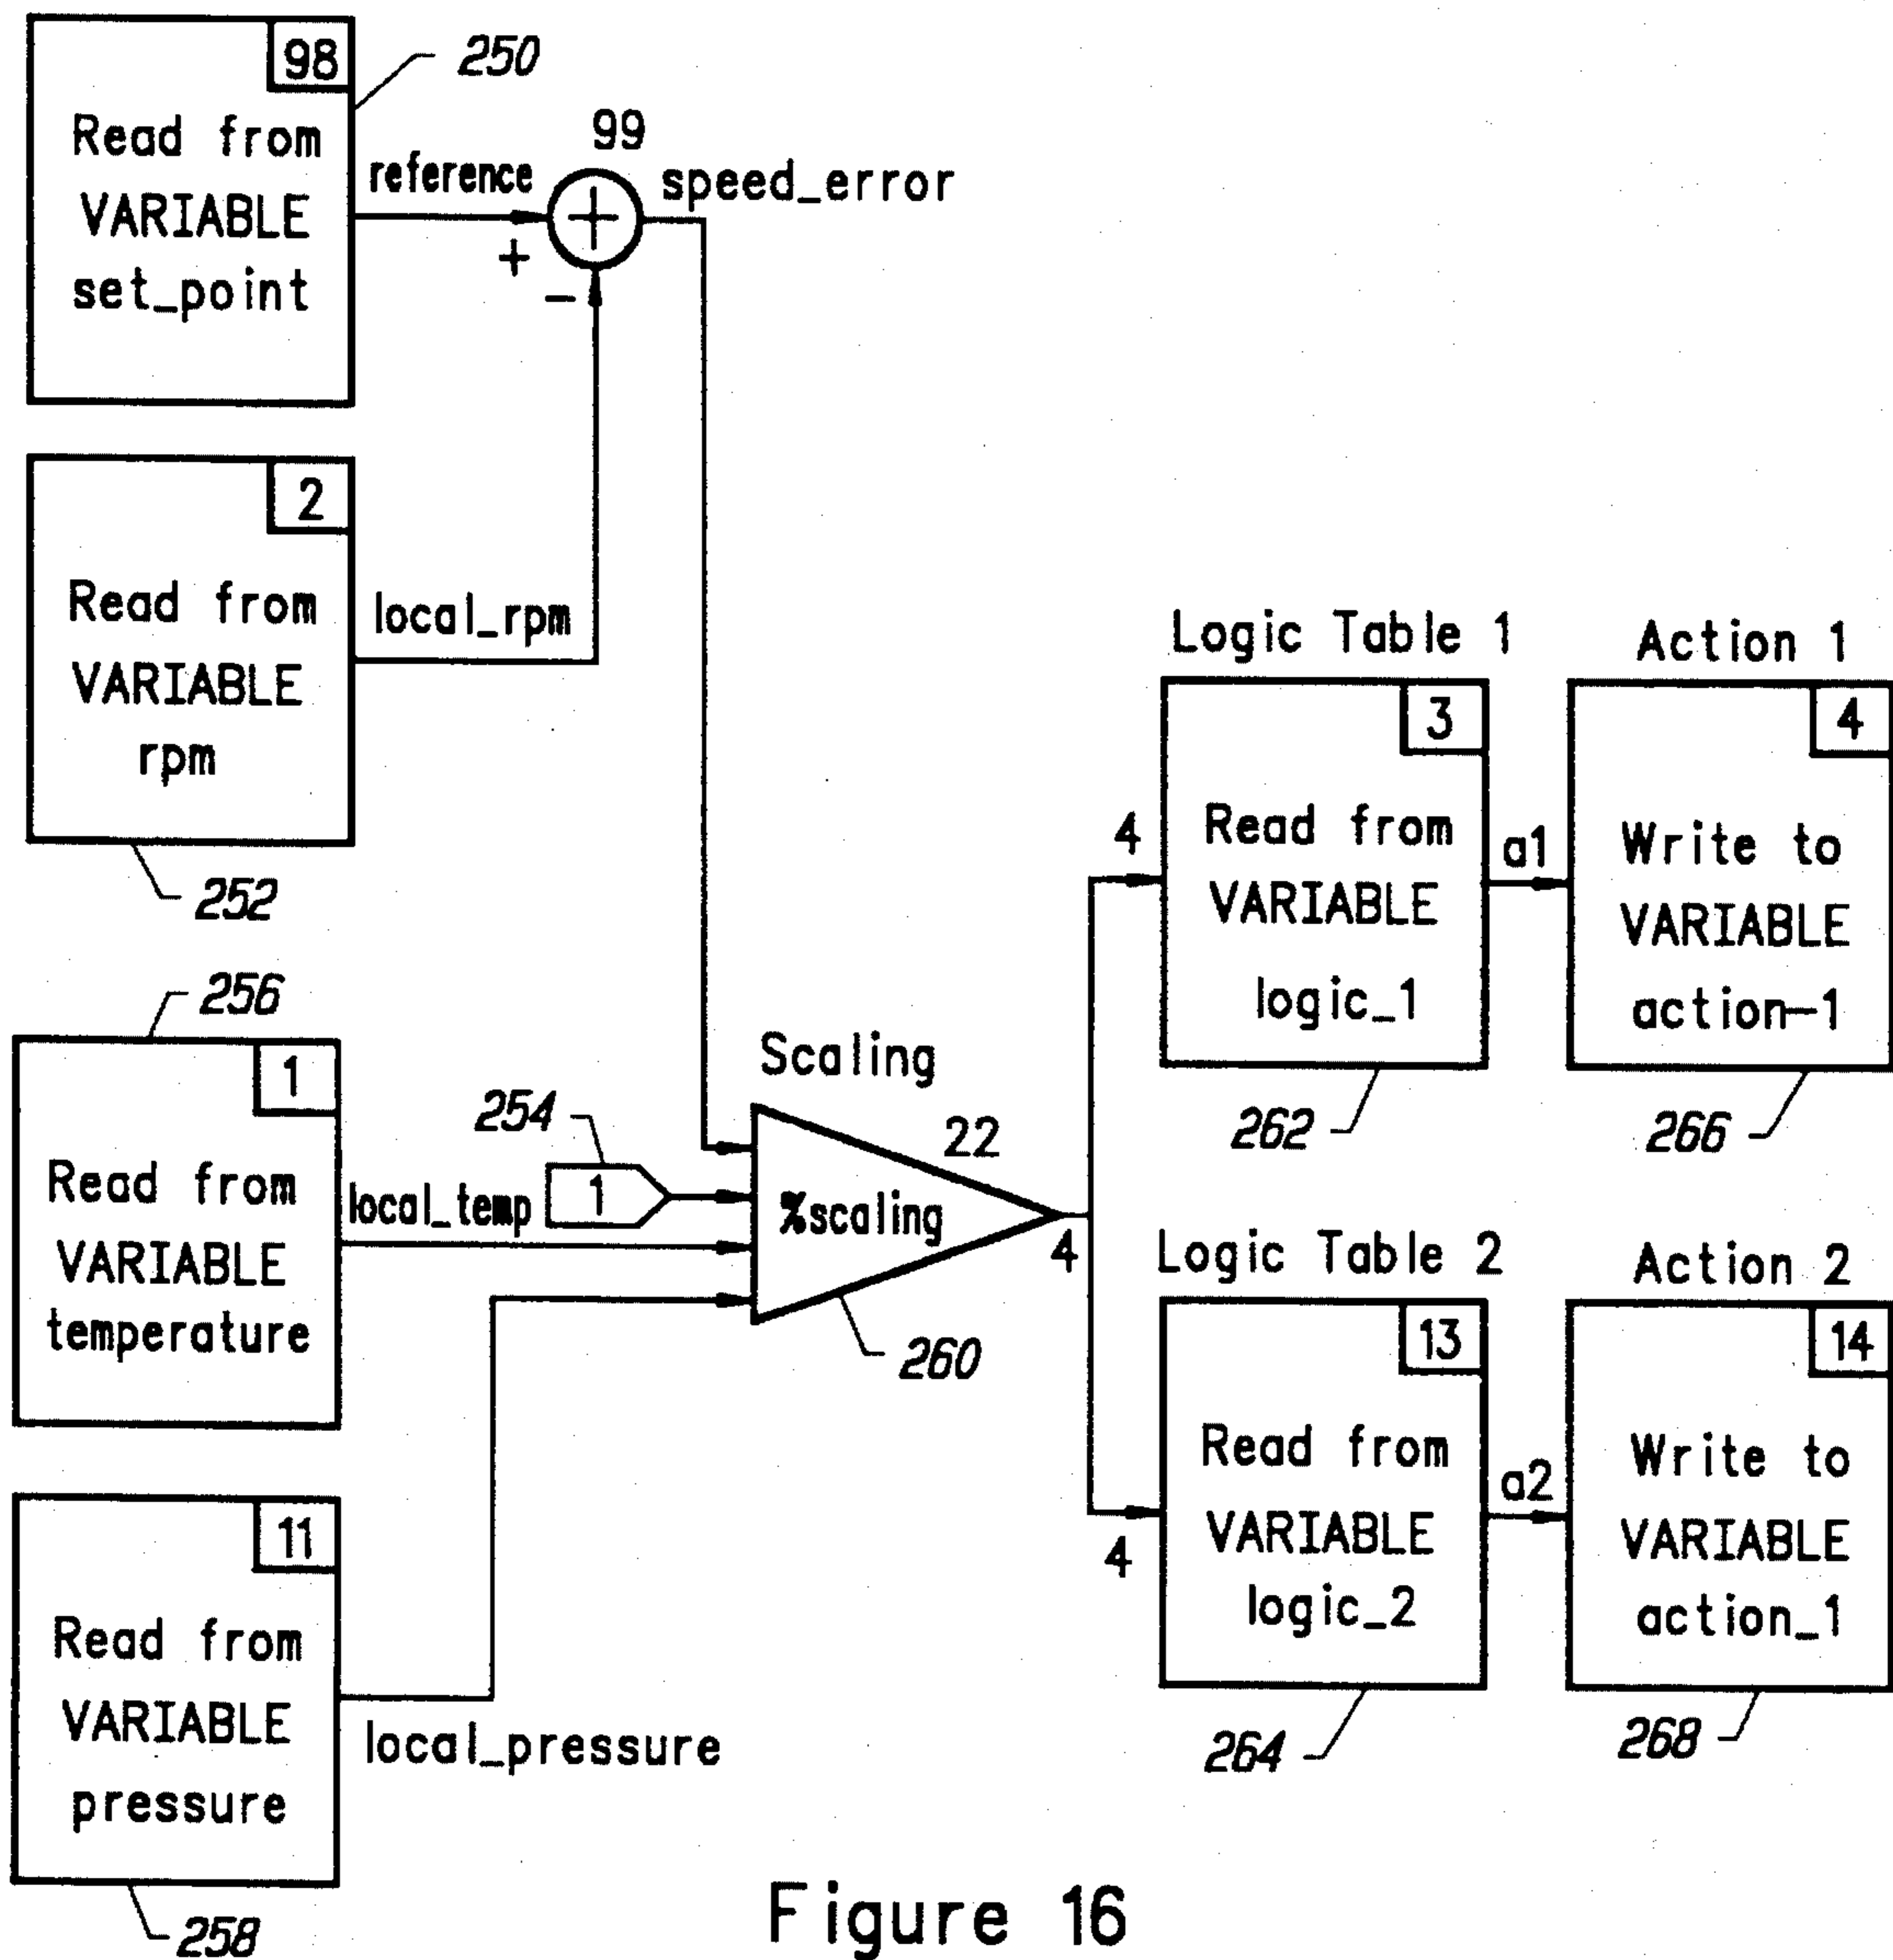 98
250
Read from
VARIABLE
set_point
reference
+
-
99
speed_error
2
Read from
VARIABLE
rpm
local_rpm
252
256
1
Read from
VARIABLE
temperature
local_temp
254
1
Scaling
22
%scaling
4
260
11
Read from
VARIABLE
pressure
local_pressure
258
Logic Table 1
3
4
Read from
VARIABLE
logic_1
a1
262
Action 1
4
Write to
VARIABLE
action-1
266
Logic Table 2
13
4
Read from
VARIABLE
logic_2
a2
264
Action 2
14
Write to
VARIABLE
action_1
268
Figure 16